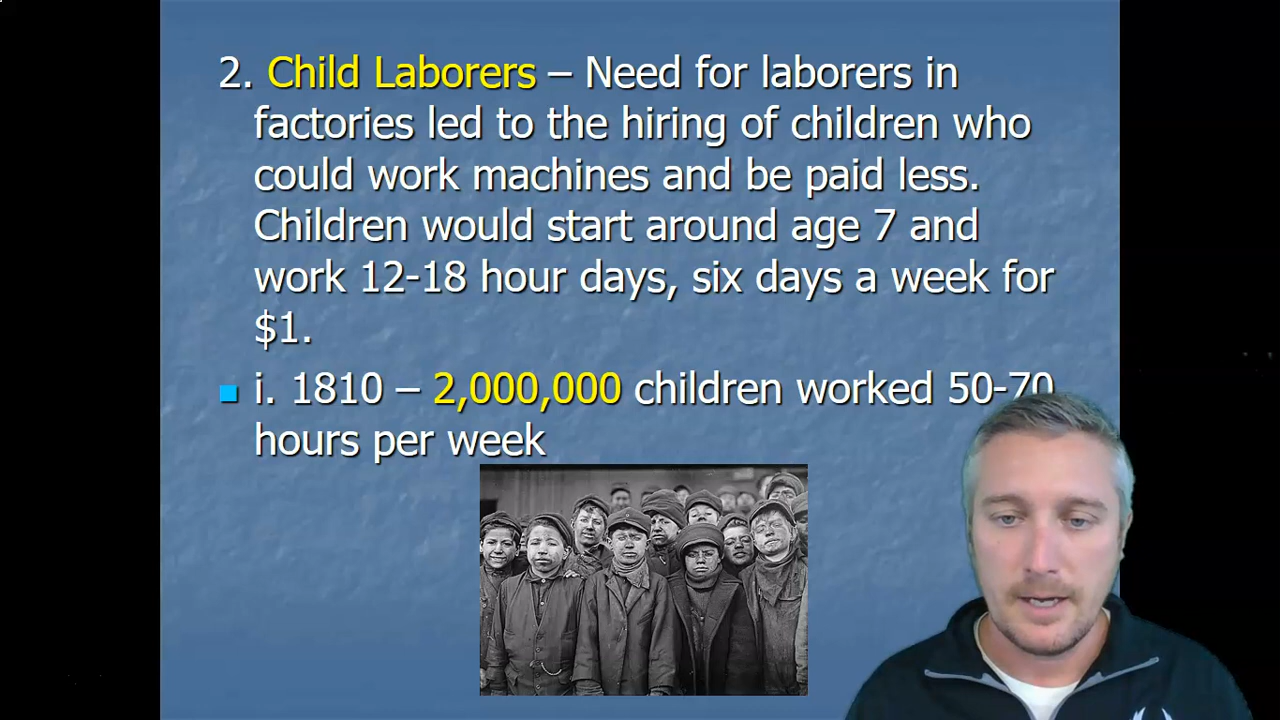 2. Child Laborers – Need for laborers in
factories led to the hiring of children who
could work machines and be paid less.
Children would start around age 7 and
work 12-18 hour days, six days a week for
$1.
i. 1810 – 2,000,000 children worked 50-70
hours per week